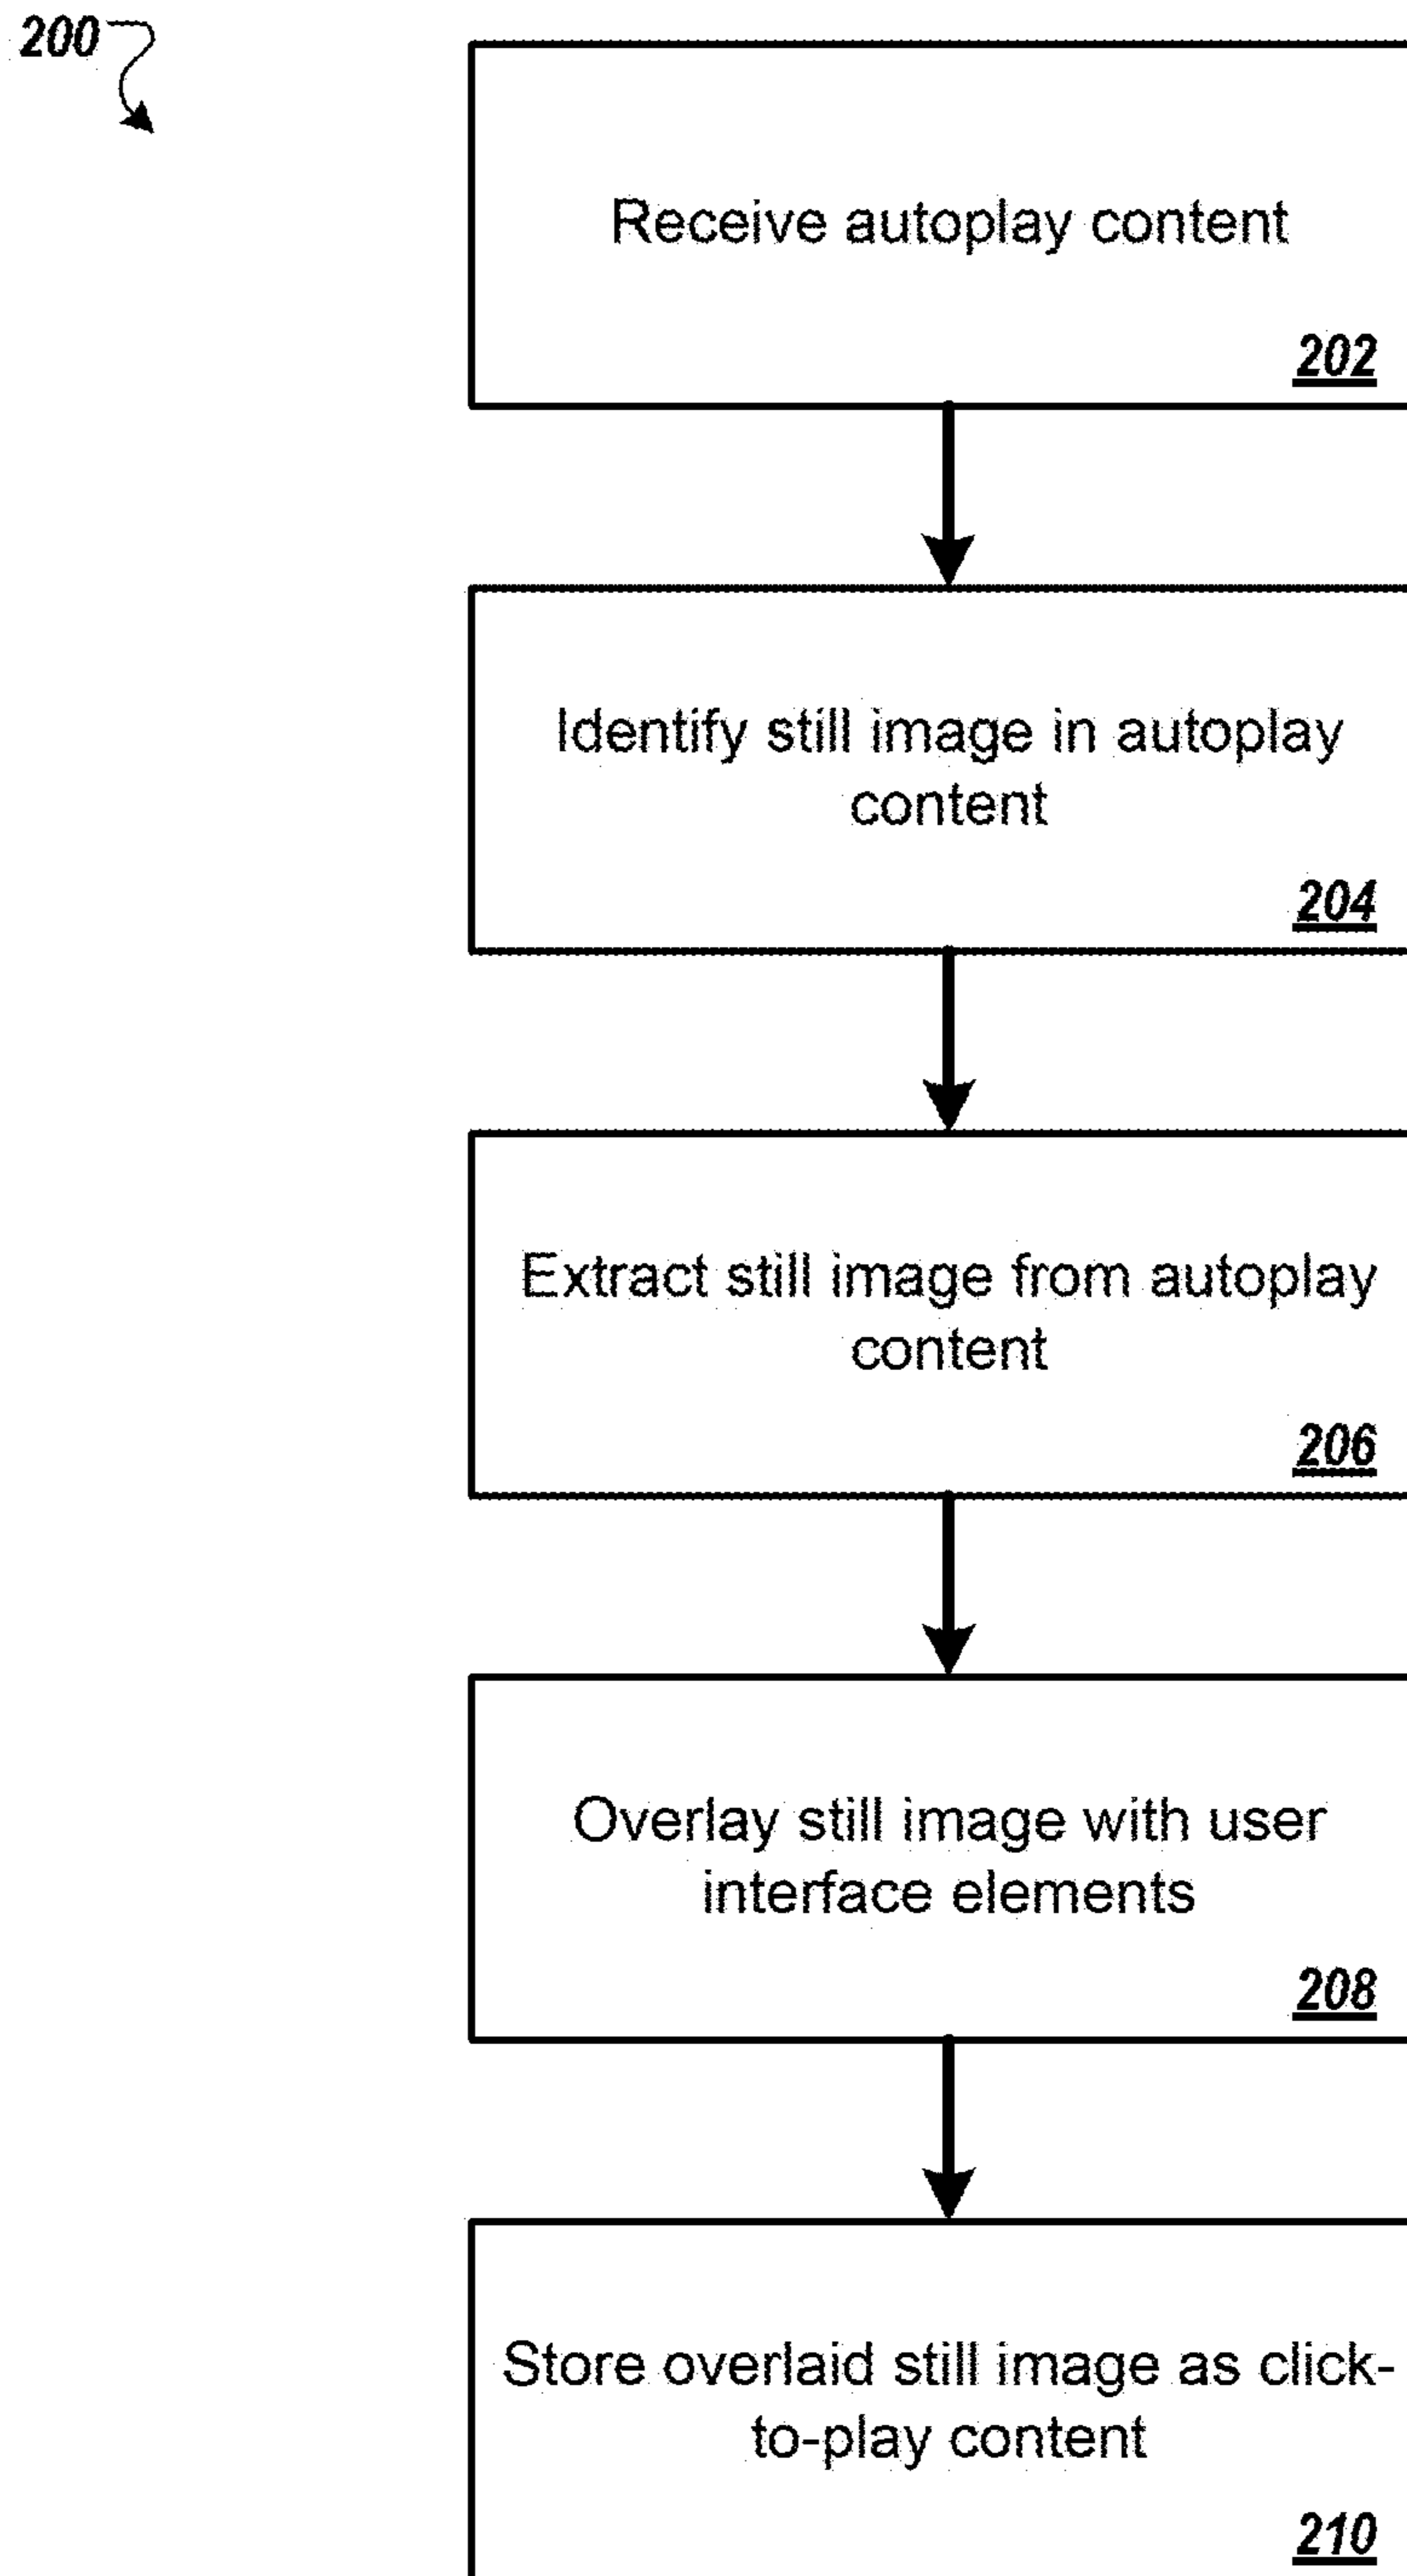 200
Receive autoplay content
202
Identify still image in autoplay
content
204
Extract still image from autoplay
content
206
Overlay still image with user
interface elements
208
Store overlaid still image as click-
to-play content
210